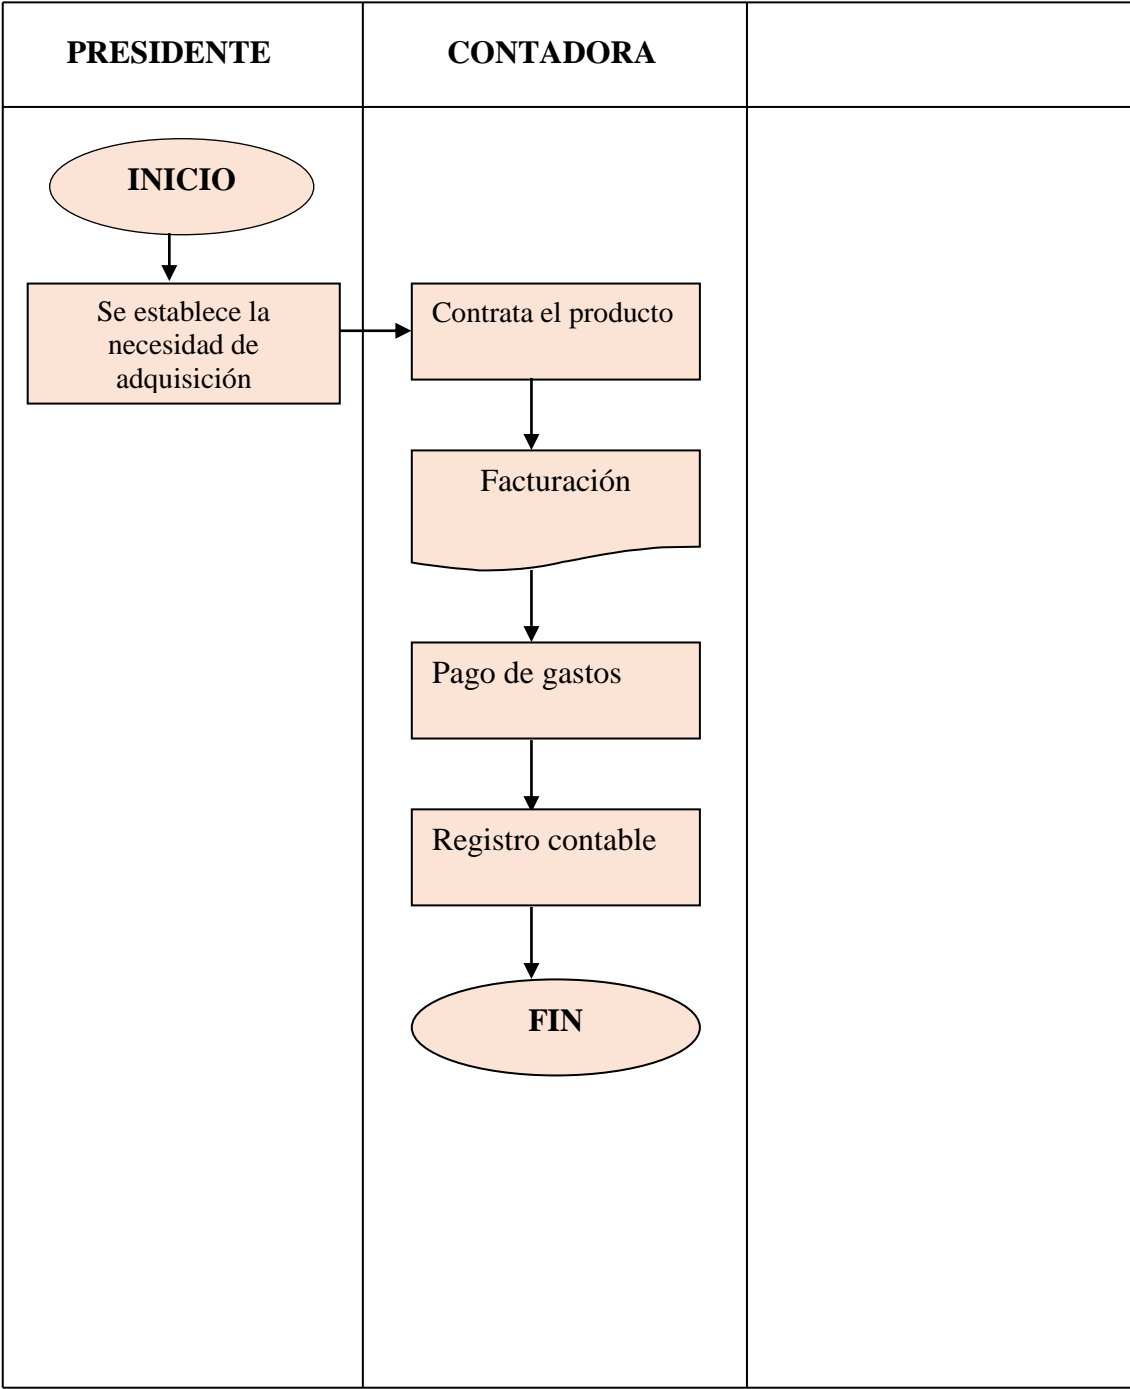 PRESIDENTE
CONTADORA
INICIO
Se establece la
necesidad de
adquisición
Contrata el producto
Facturación
Pago de gastos
Registro contable
FIN